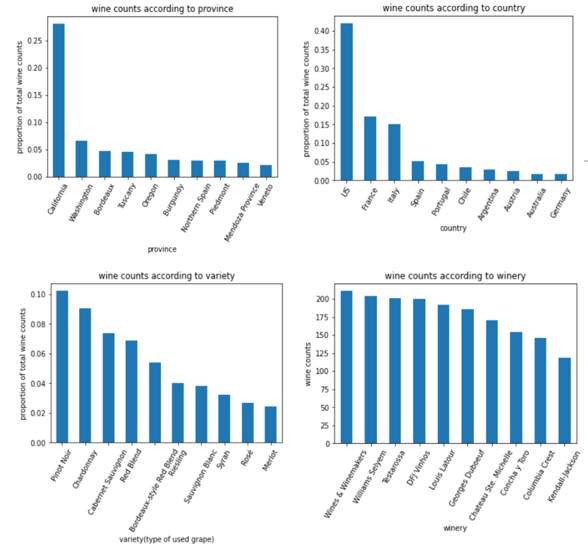 wine counts according to province
proportion of total wine counts
0.25
0.20
0.15
0.10
0.05
0.00
California
Washington
Bordeaux
Tuscany
Oregon
Burgundy
Northern Spain
Piedmont
Mendoza Province
Veneto
province
wine counts according to country
proportion of total wine counts
0.40
0.35
0.30
0.25
0.20
0.15
0.10
0.05
0.00
US
France
Italy
Spain
Portugal
Chile
Argentina
Austria
Australia
Germany
country
wine counts according to variety
proportion of total wine counts
0.10
0.08
0.06
0.04
0.02
0.00
Pinot Noir
Chardonnay
Cabernet Sauvignon
Red Blend
Bordeaux-style Red Blend
Riesling
Sauvignon Blanc
Syrah
Rosé
Merlot
variety(type of used grape)
wine counts according to winery
wine counts
200
175
150
125
100
75
50
25
0
Wines & Winemakers
Williams Selyem
Testarossa
DFJ Vinhos
Louis Latour
Georges Duboeuf
Chateau Ste. Michelle
Concha y Toro
Columbia Crest
Kendall-Jackson
winery